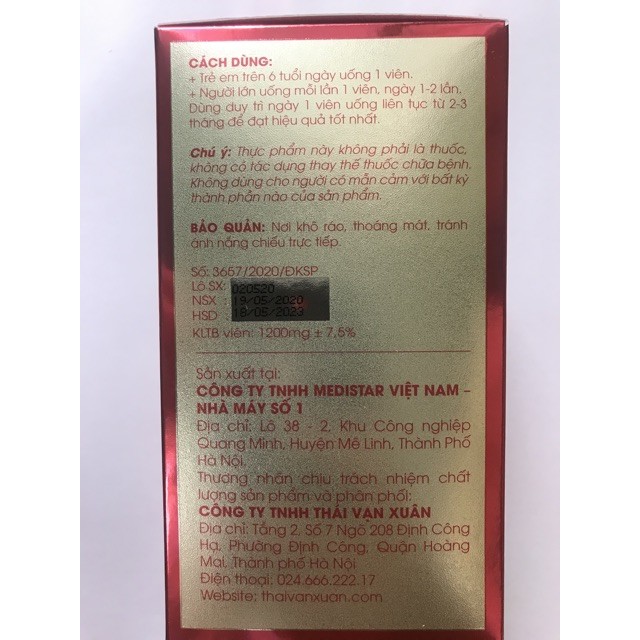 CÁCH DÙNG:
+ Trẻ em trên 6 tuổi ngày uống 1 viên.
+ Người lớn uống mỗi lần 1 viên, ngày 1-2 lần.
Dùng duy trì ngày 1 viên uống liên tục từ 2-3
tháng để đạt hiệu quả tốt nhất.
Chú ý: Thực phẩm này không phải là thuốc,
không có tác dụng thay thế thuốc chữa bệnh.
Không dùng cho người có mẫn cảm với bất kỳ
thành phần nào của sản phẩm.
BẢO QUẢN: Nơi khô ráo, thoáng mát, tránh
ánh nắng chiếu trực tiếp.
Số: 3657/2020/ĐKSP
Lô SX: 020520
NSX : 19/05/2020
HSD : 18/05/2023
KLTB viên: 1200mg ± 7,5%
Sản xuất tại:
CÔNG TY TNHH MEDISTAR VIỆT NAM –
NHÀ MÁY SỐ 1
Địa chỉ: Lô 38 - 2, Khu Công nghiệp
Quang Minh, Huyện Mê Linh, Thành Phố
Hà Nội.
Thương nhân chịu trách nhiệm chất
lượng sản phẩm và phân phối:
CÔNG TY TNHH THÁI VẠN XUÂN
Địa chỉ: Tầng 2, Số 7 Ngõ 208 Định Công
Hạ, Phường Định Công, Quận Hoàng
Mai, Thành phố Hà Nội
Điện thoại: 024.666.222.17
Website: thaivanxuan.com